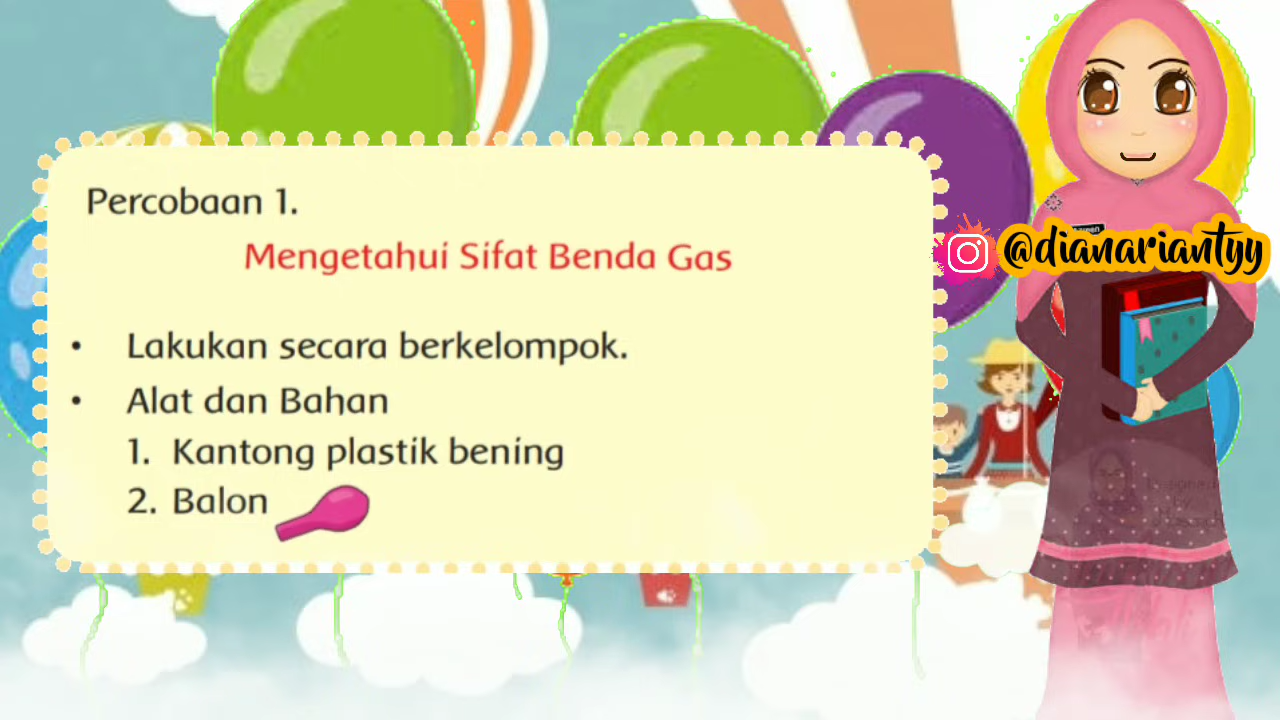 Percobaan 1.
Mengetahui Sifat Benda Gas
• Lakukan secara berkelompok.
• Alat dan Bahan
1. Kantong plastik bening
2. Balon
@dianariantyy